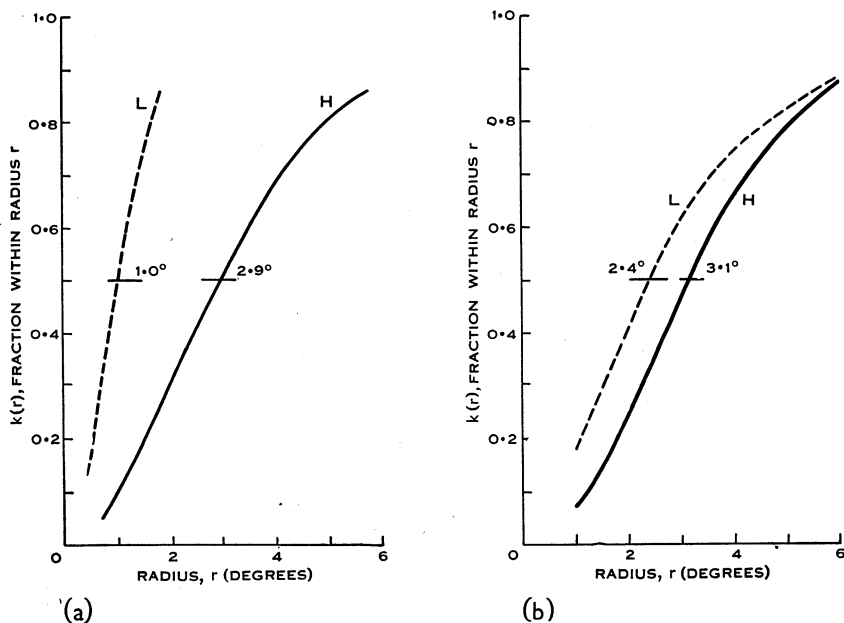 1·0
0·8
0·6
0·4
0·2
0
2
4
6
L
H
1·0°
2·9°
k(r), FRACTION WITHIN RADIUS r
RADIUS, r (DEGREES)
(a)
1·0
0·8
0·6
0·4
0·2
0
2
4
6
L
H
2·4°
3·1°
k(r), FRACTION WITHIN RADIUS r
RADIUS, r (DEGREES)
(b)